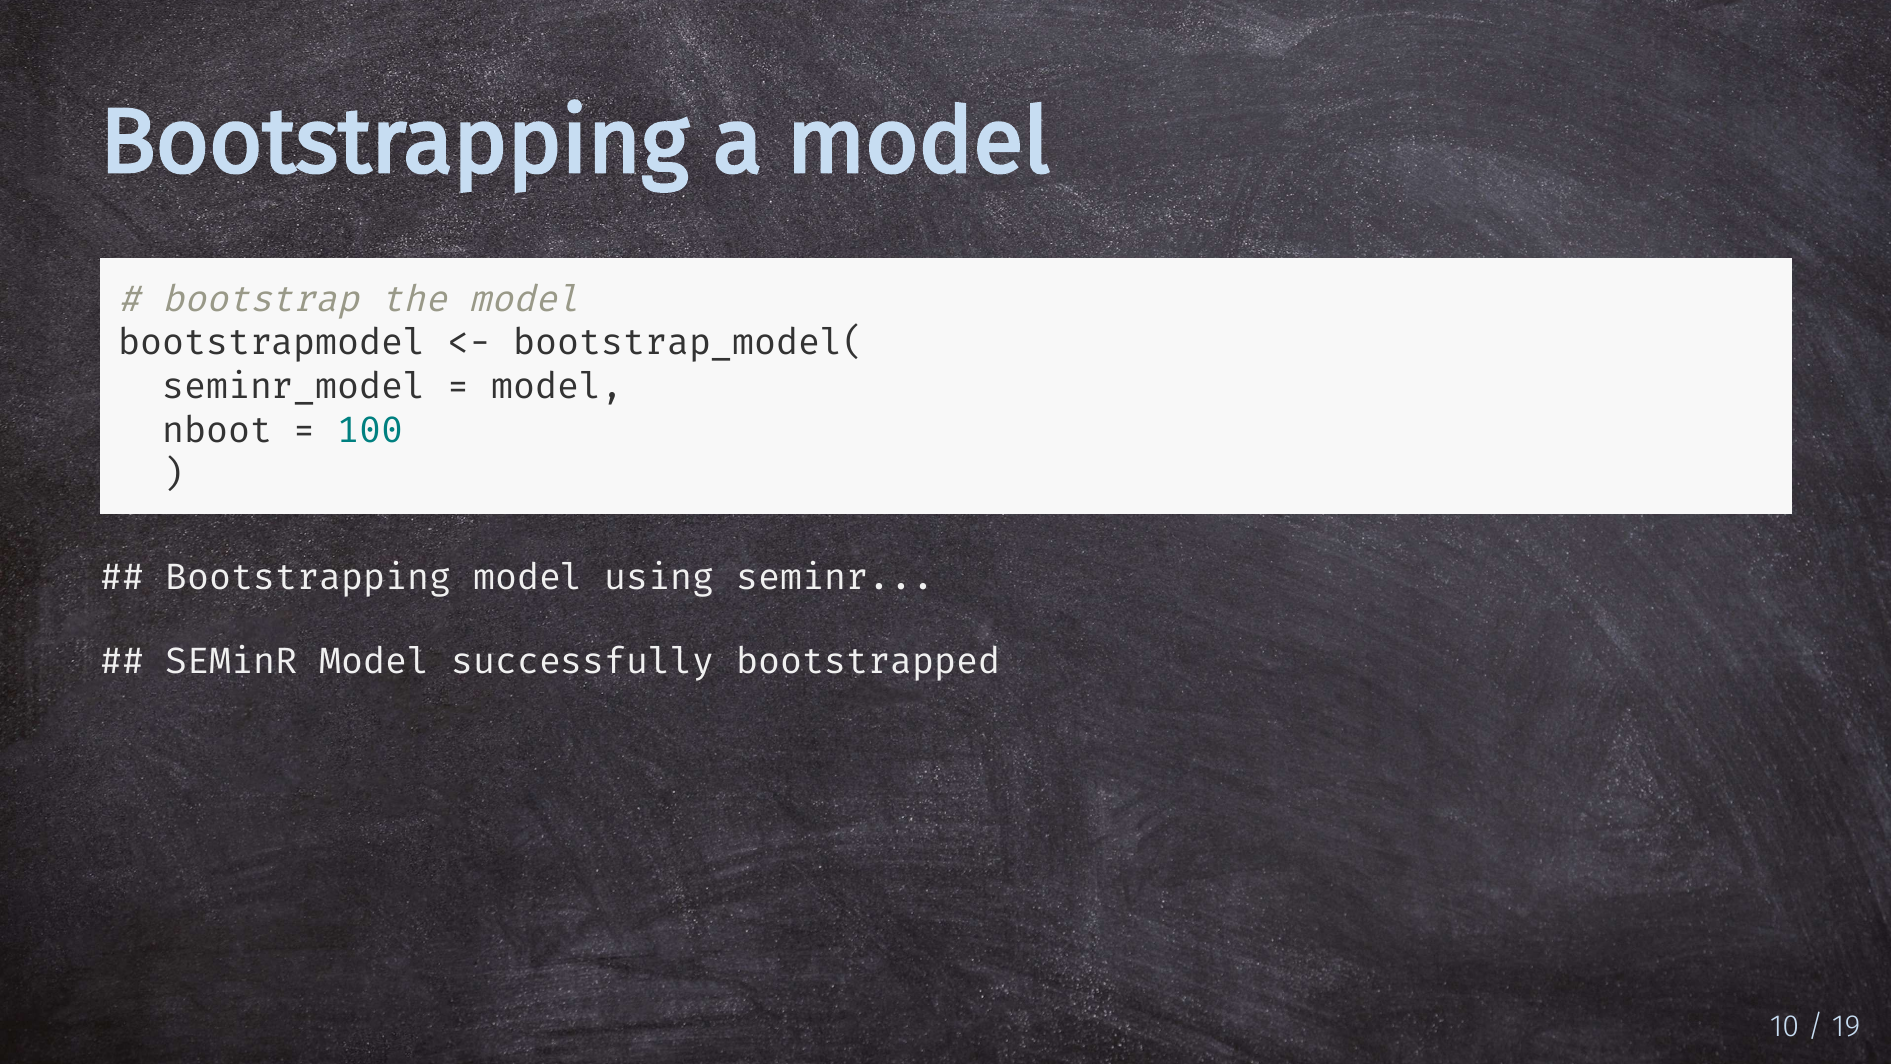 Bootstrapping a model
# bootstrap the model
bootstrapmodel <- bootstrap_model(
  seminr_model = model,
  nboot = 100
  )
## Bootstrapping model using seminr...
## SEMinR Model successfully bootstrapped
10 / 19